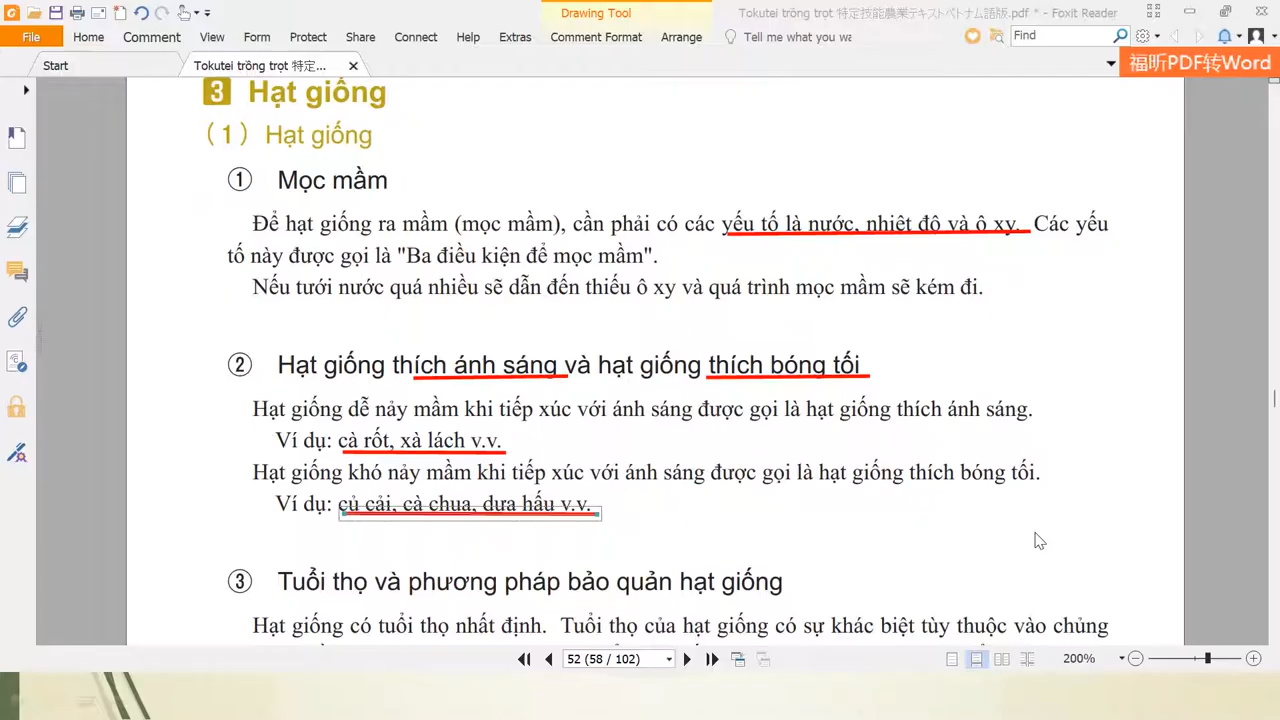 Drawing Tool
Tokutei trồng trọt 特定技能農業テキストベトナム語版.pdf * - Foxit Reader
File Home Comment View Form Protect Share Connect Help Extras Comment Format Arrange Tell me what you wa Find
Start Tokutei trồng trọt 特定... 福昕PDF转Word
3 Hạt giống
(1) Hạt giống
① Mọc mầm
Để hạt giống ra mầm (mọc mầm), cần phải có các yếu tố là nước, nhiệt độ và ô xy. Các yếu
tố này được gọi là "Ba điều kiện để mọc mầm".
Nếu tưới nước quá nhiều sẽ dẫn đến thiếu ô xy và quá trình mọc mầm sẽ kém đi.
② Hạt giống thích ánh sáng và hạt giống thích bóng tối
Hạt giống dễ nảy mầm khi tiếp xúc với ánh sáng được gọi là hạt giống thích ánh sáng.
Ví dụ: cà rốt, xà lách v.v.
Hạt giống khó nảy mầm khi tiếp xúc với ánh sáng được gọi là hạt giống thích bóng tối.
Ví dụ: củ cải, cà chua, dưa hấu v.v.
③ Tuổi thọ và phương pháp bảo quản hạt giống
Hạt giống có tuổi thọ nhất định. Tuổi thọ của hạt giống có sự khác biệt tùy thuộc vào chủng
52 (58 / 102) 200%